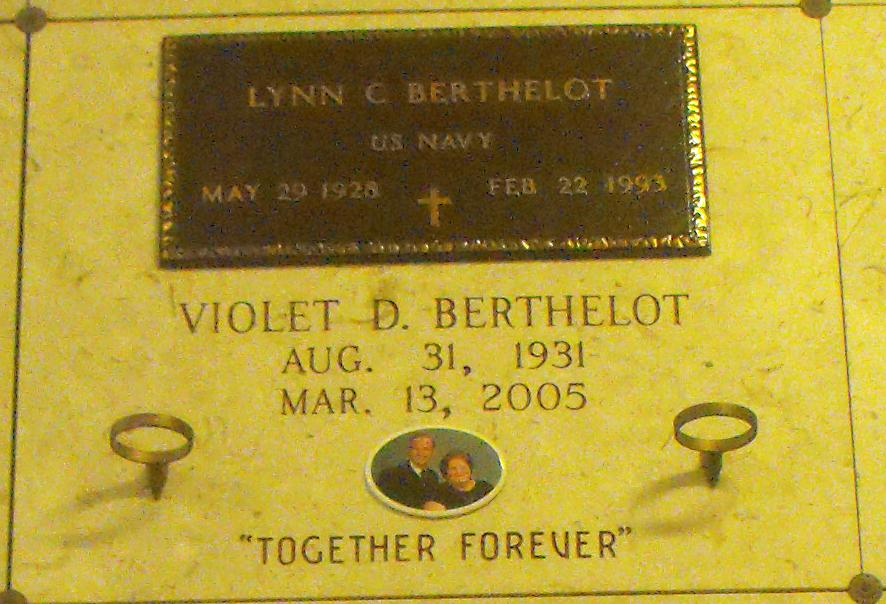 LYNN C BERTHELOT
US NAVY
MAY 29 1928 FEB 22 1993
VIOLET D. BERTHELOT
AUG. 31, 1931
MAR. 13, 2005
"TOGETHER FOREVER"